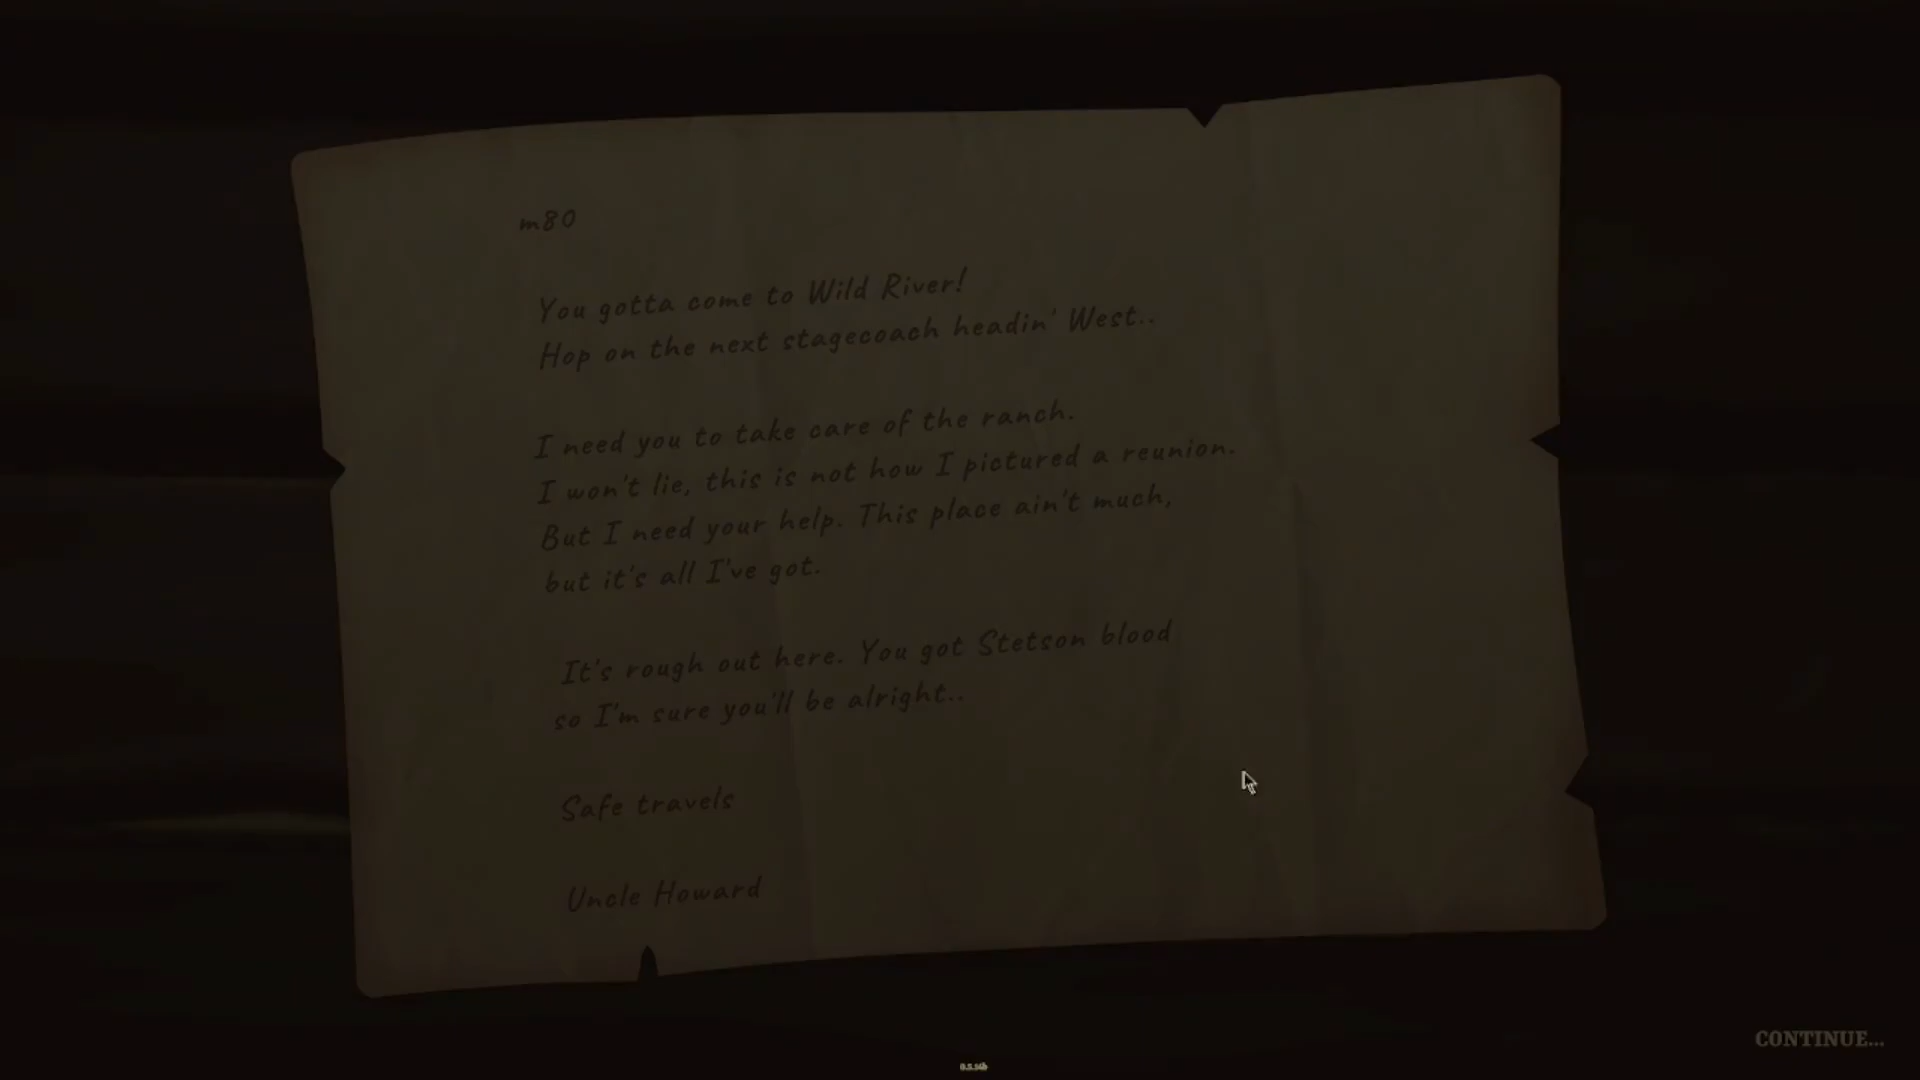 m80
You gotta come to Wild River!
Hop on the next stagecoach headin' West..
I need you to take care of the ranch.
I won't lie, this is not how I pictured a reunion.
But I need your help. This place ain't much,
but it's all I've got.
It's rough out here. You got Stetson blood
so I'm sure you'll be alright..
Safe travels
Uncle Howard
CONTINUE...